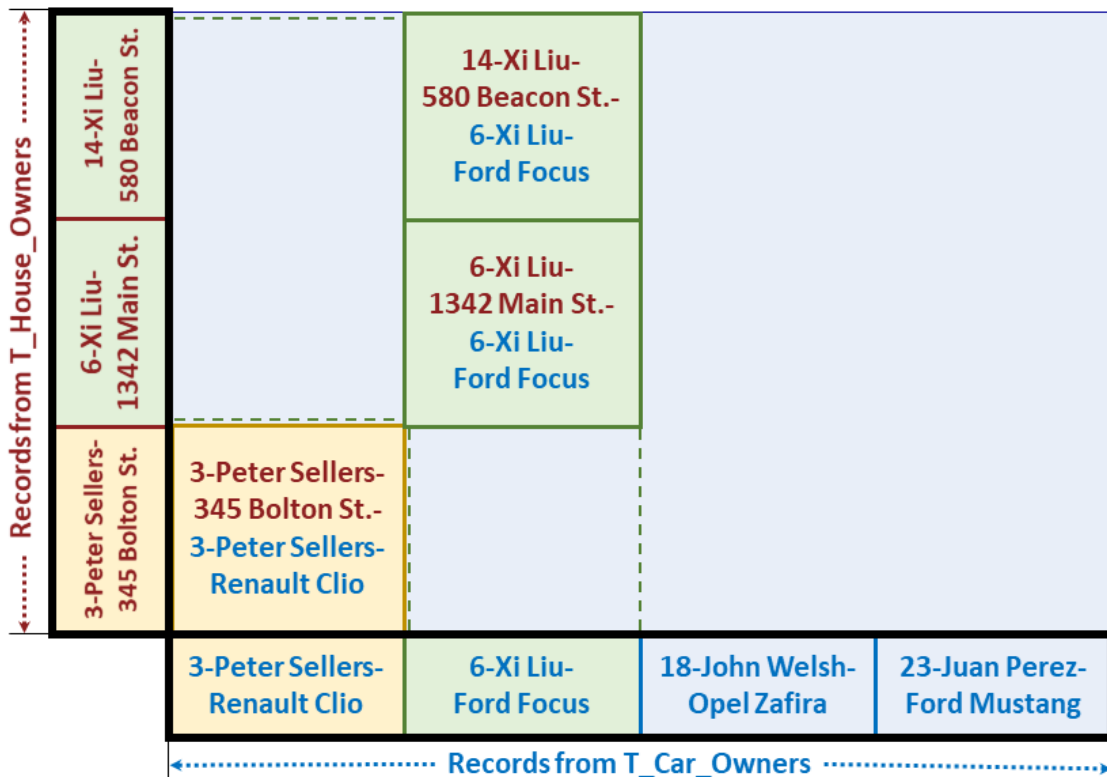 Records from T_House_Owners
14-Xi Liu-
580 Beacon St.
6-Xi Liu-
1342 Main St.
3-Peter Sellers-
345 Bolton St.
14-Xi Liu-
580 Beacon St.-
6-Xi Liu-
Ford Focus
6-Xi Liu-
1342 Main St.-
6-Xi Liu-
Ford Focus
3-Peter Sellers-
345 Bolton St.-
3-Peter Sellers-
Renault Clio
3-Peter Sellers-
Renault Clio
6-Xi Liu-
Ford Focus
18-John Welsh-
Opel Zafira
23-Juan Perez-
Ford Mustang
Records from T_Car_Owners